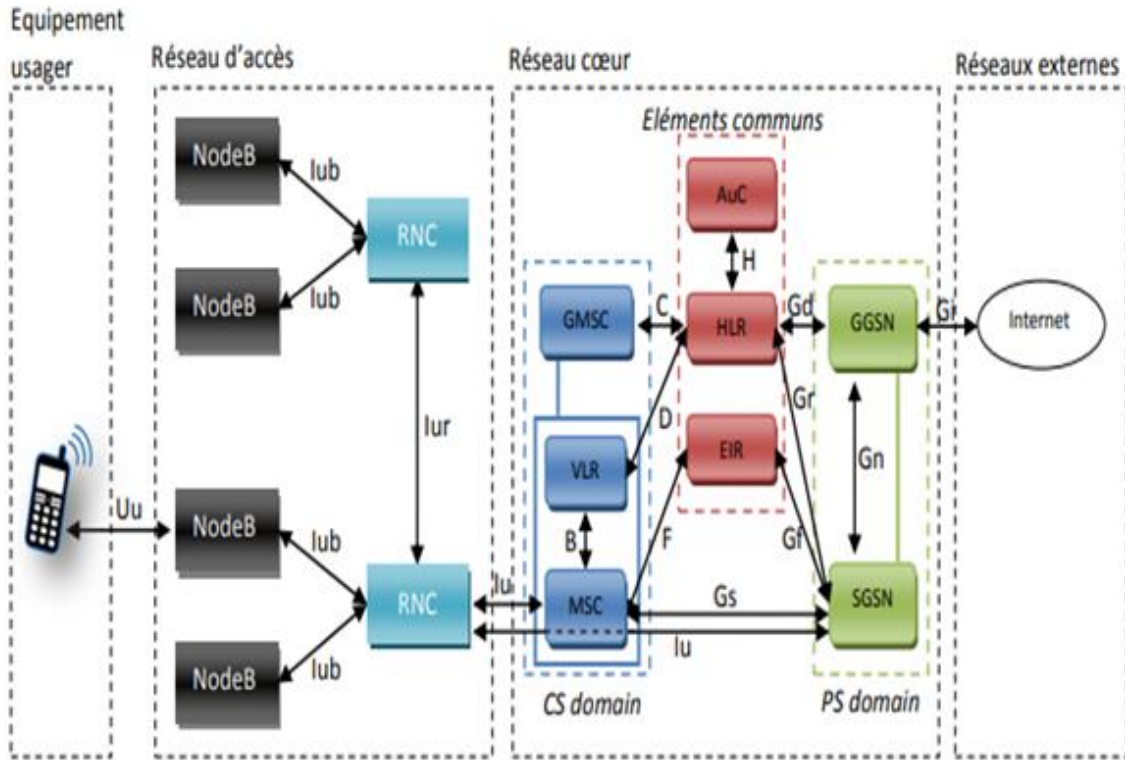 Equipement
usager
Réseau d'accès
Réseau cœur
Réseaux externes
Eléments communs
NodeB
Iub
RNC
Iub
NodeB
Iur
Uu
NodeB
Iub
RNC
Iub
NodeB
AuC
H
GMSC
C
HLR
Gd
GGSN
Gi
Internet
D
Gr
VLR
EIR
Gn
B
F
Gf
Iu
MSC
Gs
SGSN
Iu
CS domain
PS domain